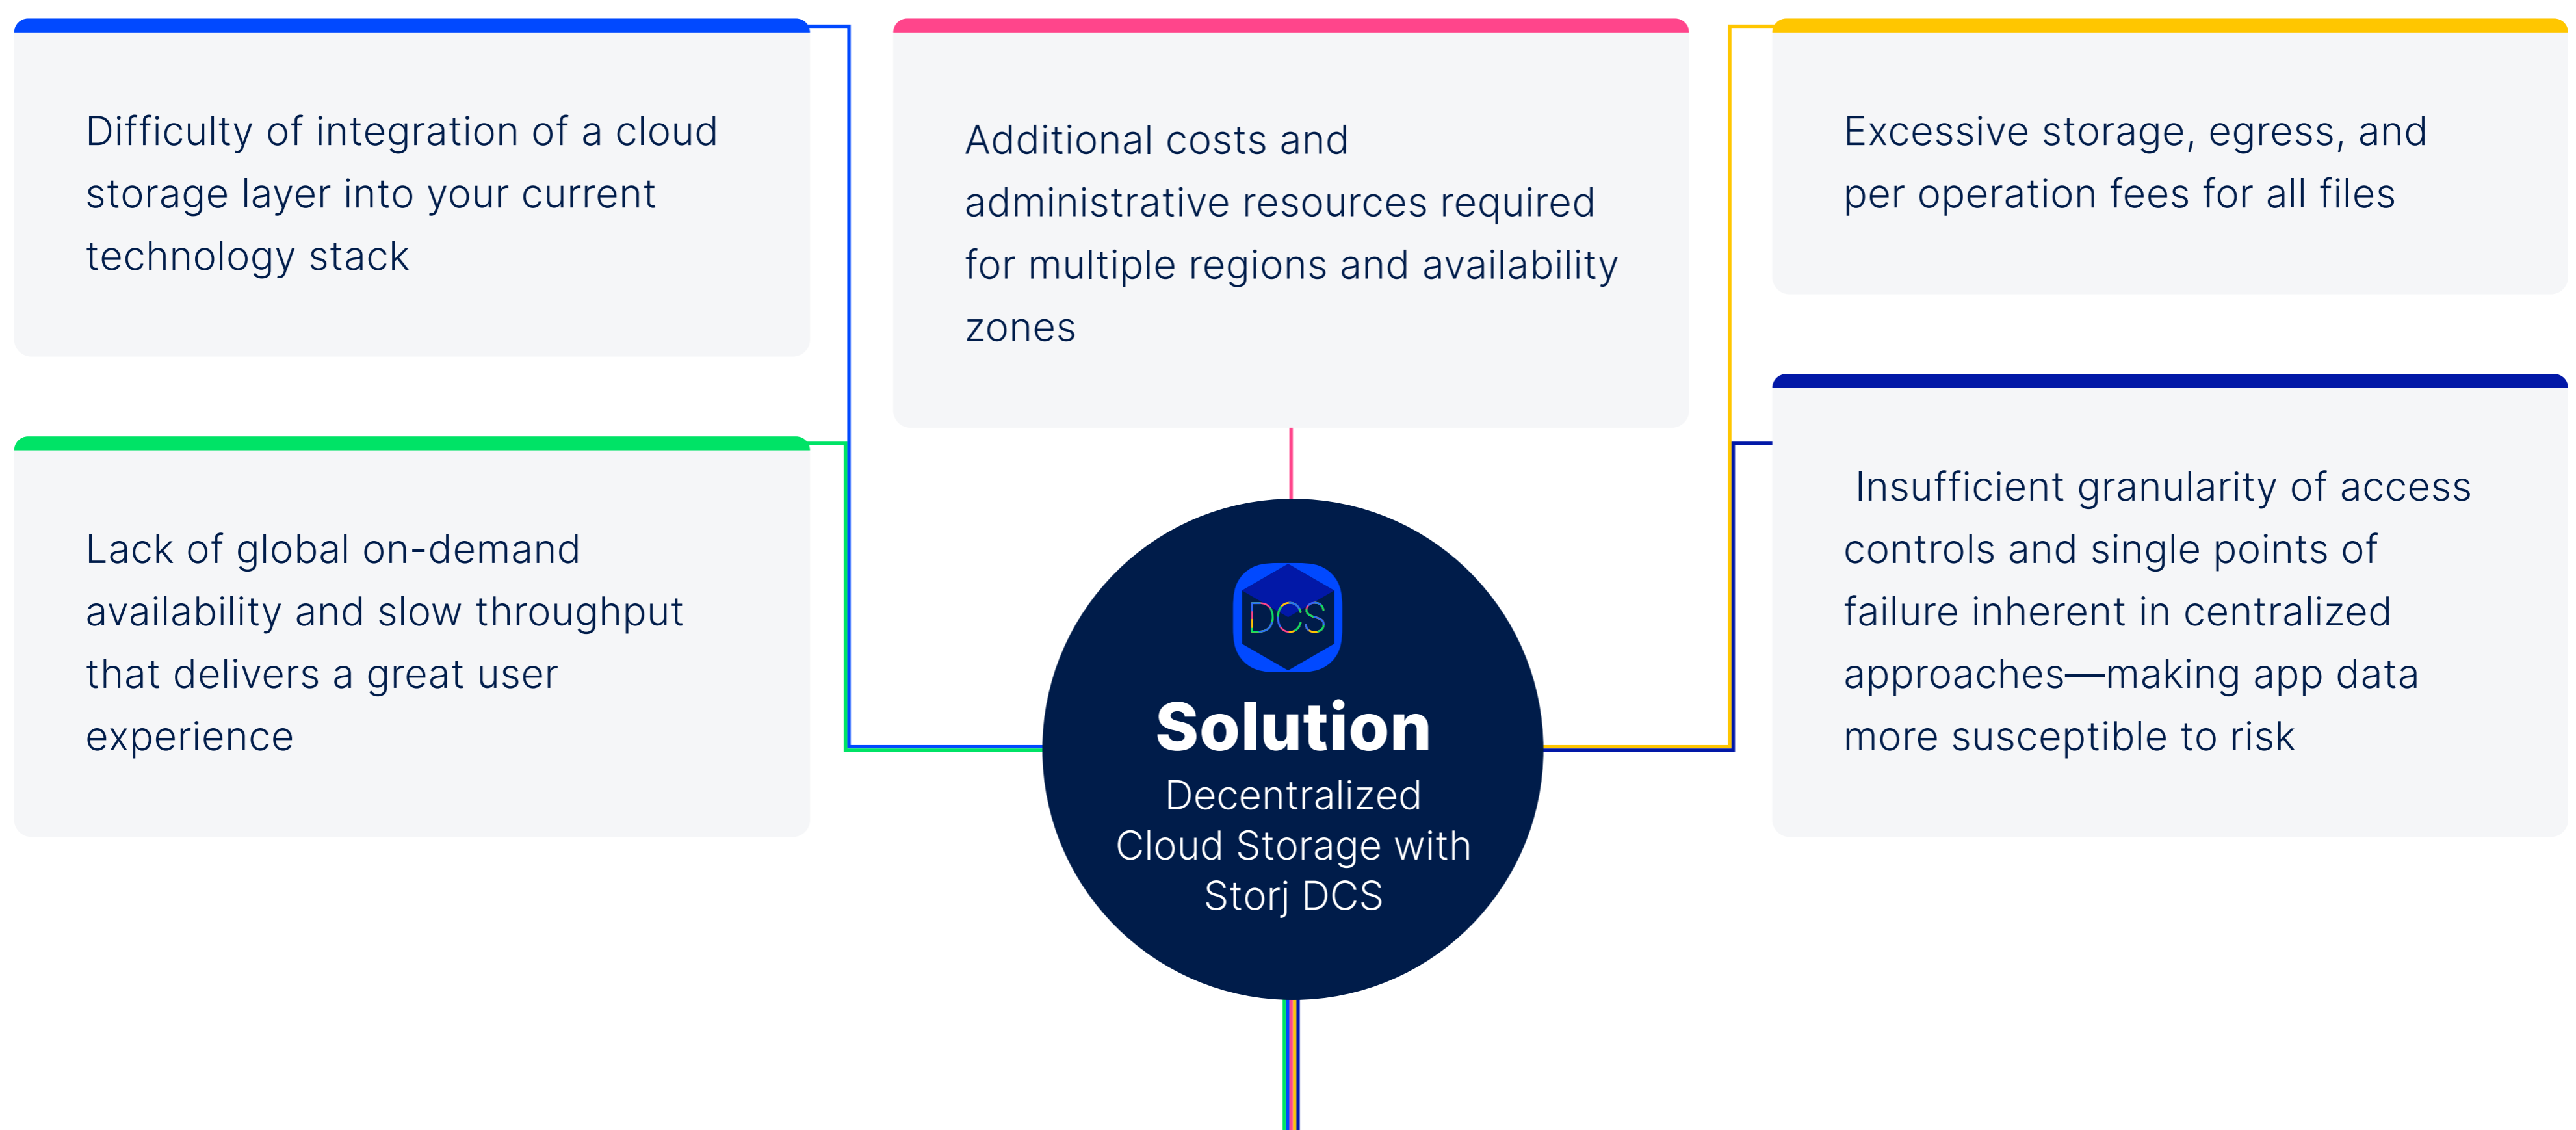 Difficulty of integration of a cloud
storage layer into your current
technology stack
Lack of global on-demand
availability and slow throughput
that delivers a great user
experience
Additional costs and
administrative resources required
for multiple regions and availability
zones
Excessive storage, egress, and
per operation fees for all files
Insufficient granularity of access
controls and single points of
failure inherent in centralized
approaches—making app data
more susceptible to risk
DCS
Solution
Decentralized
Cloud Storage with
Storj DCS